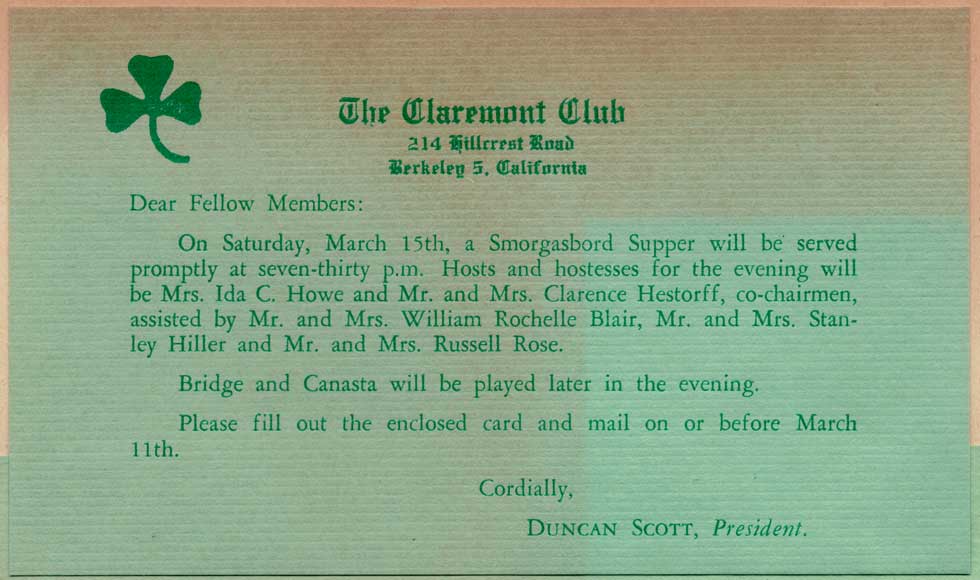 The Claremont Club
214 Hillcrest Road
Berkeley 5, California
Dear Fellow Members:
On Saturday, March 15th, a Smorgasbord Supper will be served
promptly at seven-thirty p.m. Hosts and hostesses for the evening will
be Mrs. Ida C. Howe and Mr. and Mrs. Clarence Hestorff, co-chairmen,
assisted by Mr. and Mrs. William Rochelle Blair, Mr. and Mrs. Stan-
ley Hiller and Mr. and Mrs. Russell Rose.
Bridge and Canasta will be played later in the evening.
Please fill out the enclosed card and mail on or before March
11th.
Cordially,
DUNCAN SCOTT, President.